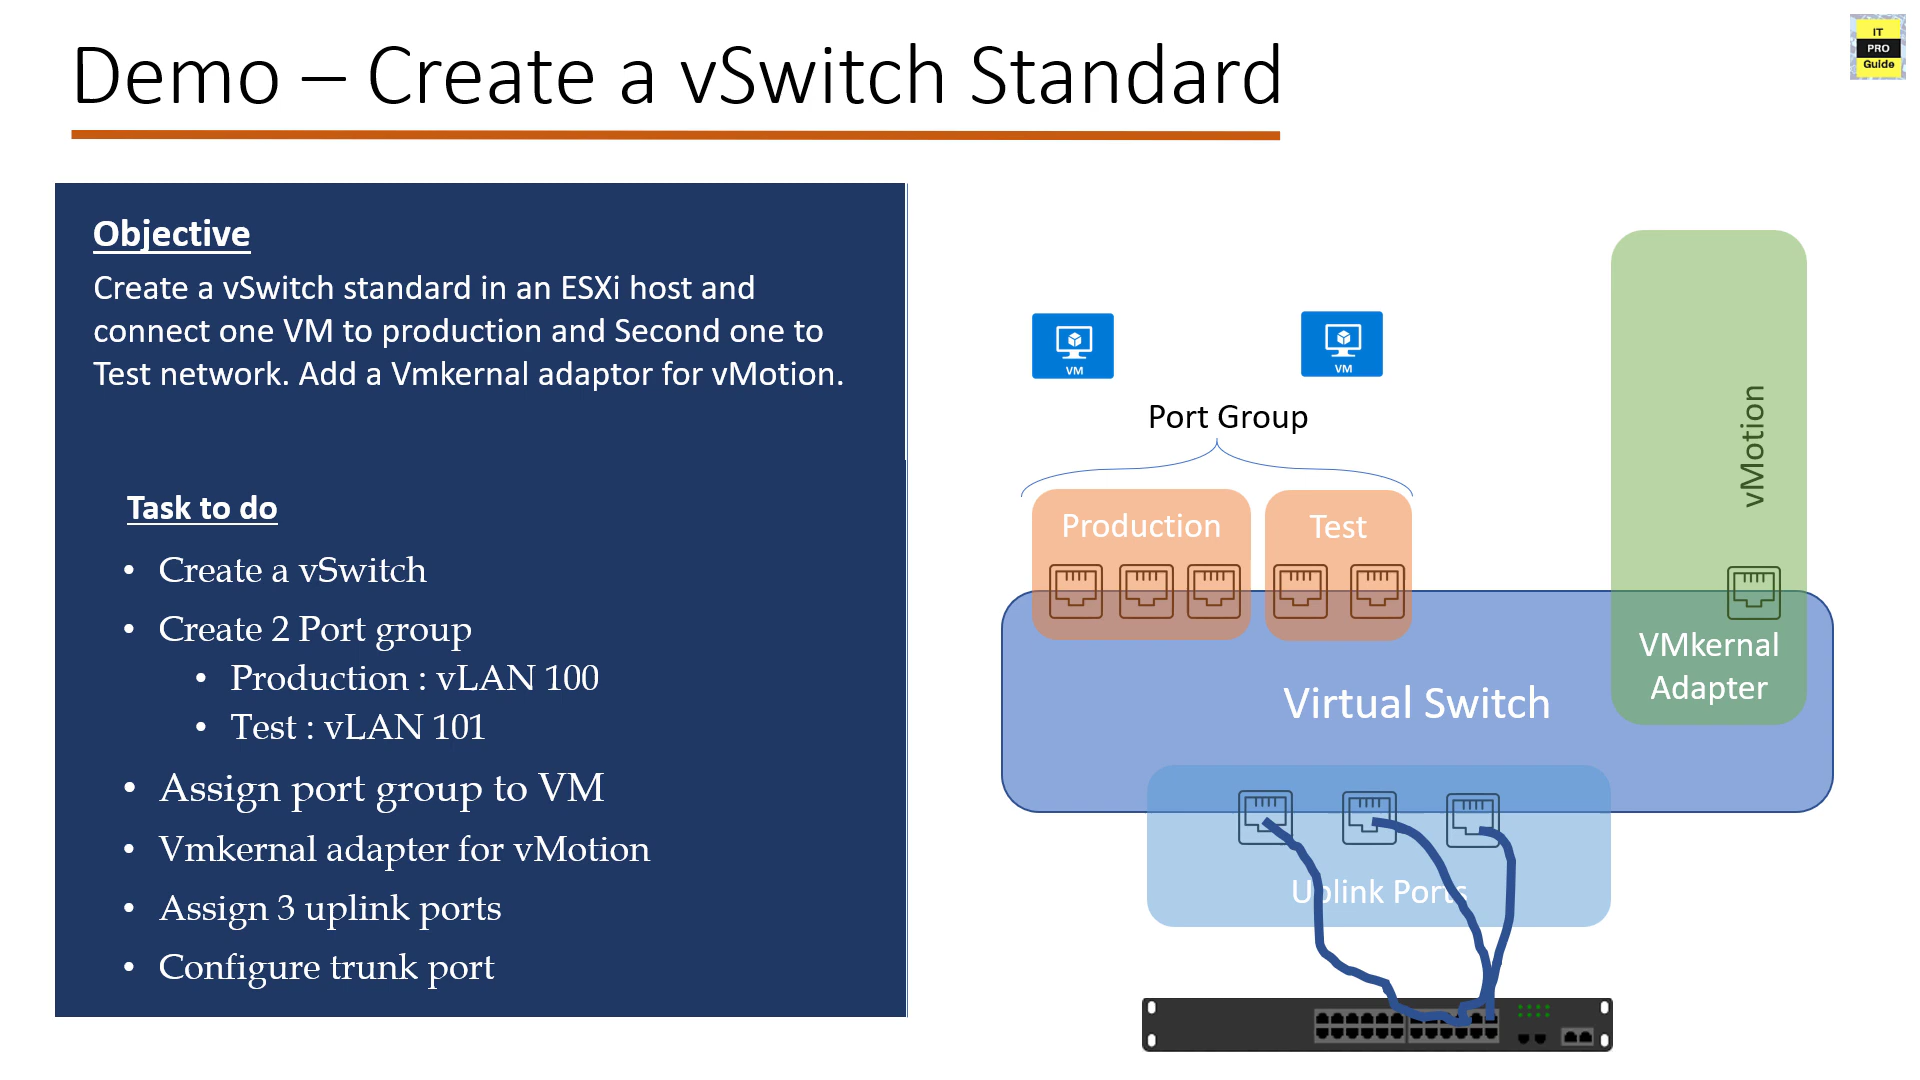 Demo – Create a vSwitch Standard
IT
PRO
Guide
Objective
Create a vSwitch standard in an ESXi host and
connect one VM to production and Second one to
Test network. Add a Vmkernal adaptor for vMotion.
Task to do
• Create a vSwitch
• Create 2 Port group
• Production : vLAN 100
• Test : vLAN 101
• Assign port group to VM
• Vmkernal adapter for vMotion
• Assign 3 uplink ports
• Configure trunk port
VM
VM
Port Group
Production
Test
vMotion
VMkernal
Adapter
Virtual Switch
Uplink Ports